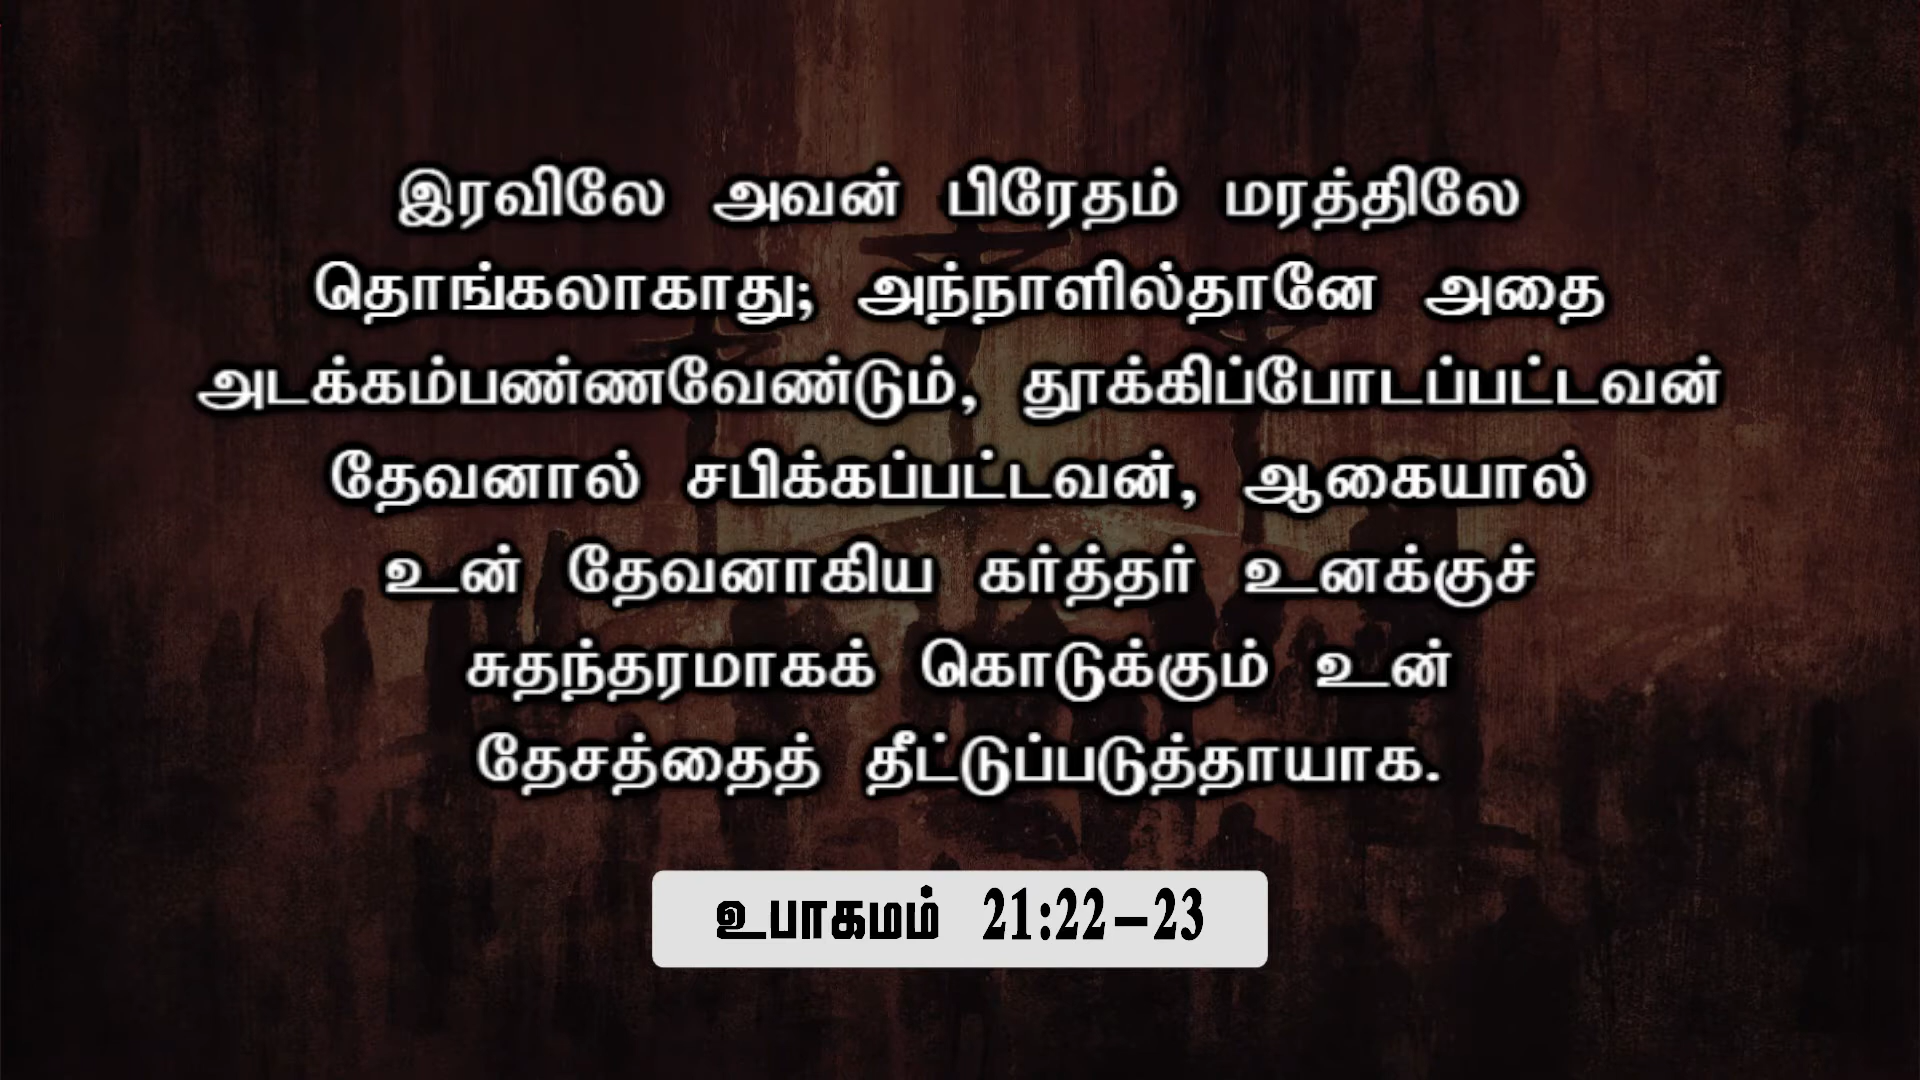 இரவிலே அவன் பிரேதம் மரத்திலே
தொங்கலாகாது; அந்நாளில்தானே அதை
அடக்கம்பண்ணவேண்டும், தூக்கிப்போடப்பட்டவன்
தேவனால் சபிக்கப்பட்டவன், ஆகையால்
உன் தேவனாகிய கர்த்தர் உனக்குச்
சுதந்தரமாகக் கொடுக்கும் உன்
தேசத்தைத் தீட்டுப்படுத்தாயாக.
உபாகமம் 21:22-23